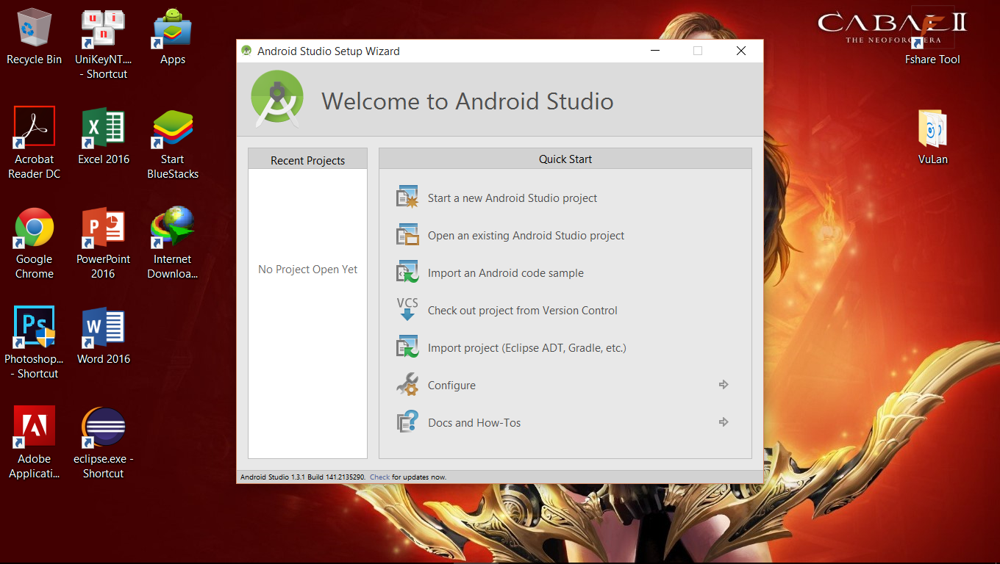 Recycle Bin
UniKeyNT....
- Shortcut
Apps
Acrobat
Reader DC
Excel 2016
Start
BlueStacks
Google
Chrome
PowerPoint
2016
Internet
Downloa...
Ps
Photoshop...
- Shortcut
Word 2016
Adobe
Applicati...
eclipse.exe -
Shortcut
Android Studio Setup Wizard
Welcome to Android Studio
Recent Projects
No Project Open Yet
Quick Start
Start a new Android Studio project
Open an existing Android Studio project
Import an Android code sample
VCS
Check out project from Version Control
Import project (Eclipse ADT, Gradle, etc.)
Configure
Docs and How-Tos
Android Studio 1.3.1 Build 141.2135290. Check for updates now.
THE
Fshare Tool
VuLan